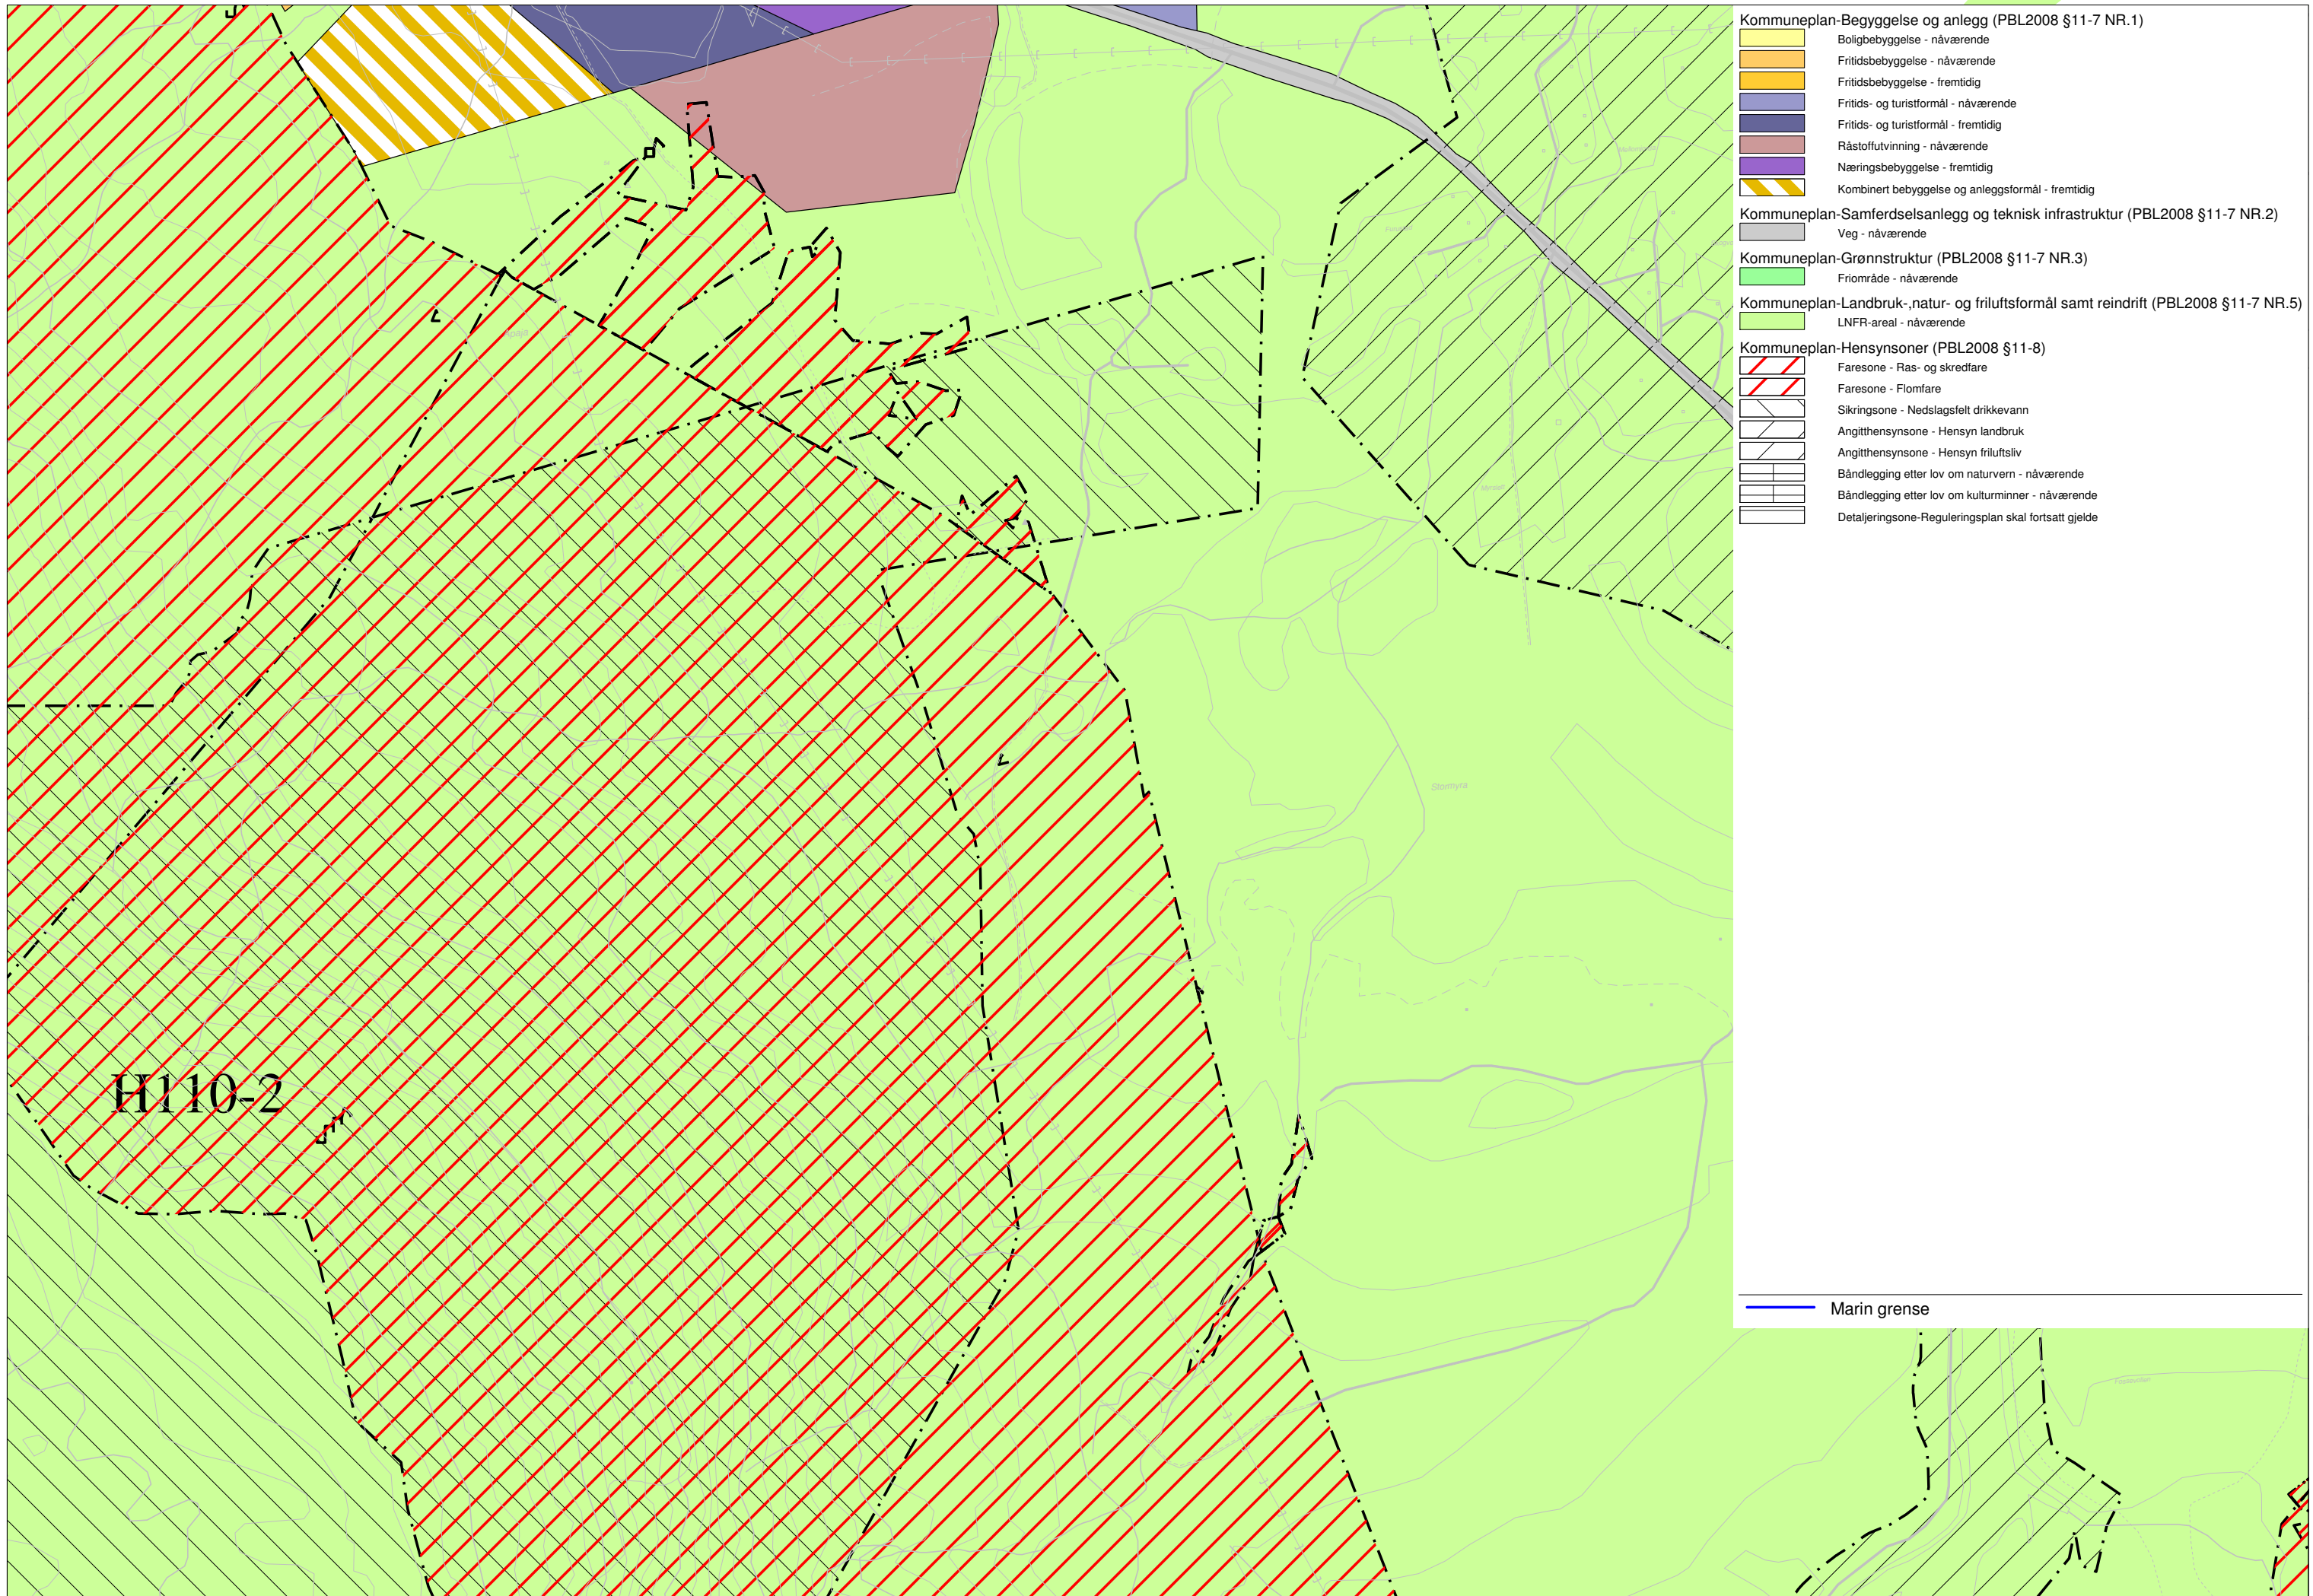 Kommuneplan-Begyggelse og anlegg (PBL2008 §11-7 NR.1)
Boligbebyggelse - nåværende
Fritidsbebyggelse - nåværende
Fritidsbebyggelse - fremtidig
Fritids- og turistformål - nåværende
Fritids- og turistformål - fremtidig
Råstoffutvinning - nåværende
Næringsbebyggelse - fremtidig
Kombinert bebyggelse og anleggsformål - fremtidig
Kommuneplan-Samferdselsanlegg og teknisk infrastruktur (PBL2008 §11-7 NR.2)
Veg - nåværende
Kommuneplan-Grønnstruktur (PBL2008 §11-7 NR.3)
Friområde - nåværende
Kommuneplan-Landbruk-,natur- og friluftsformål samt reindrift (PBL2008 §11-7 NR.5)
LNFR-areal - nåværende
Kommuneplan-Hensynsoner (PBL2008 §11-8)
Faresone - Ras- og skredfare
Faresone - Flomfare
Sikringsone - Nedslagsfelt drikkevann
Angitthensynsone - Hensyn landbruk
Angitthensynsone - Hensyn friluftsliv
Båndlegging etter lov om naturvern - nåværende
Båndlegging etter lov om kulturminner - nåværende
Detaljeringsone-Reguleringsplan skal fortsatt gjelde
Stormyra
H110-2
Marin grense